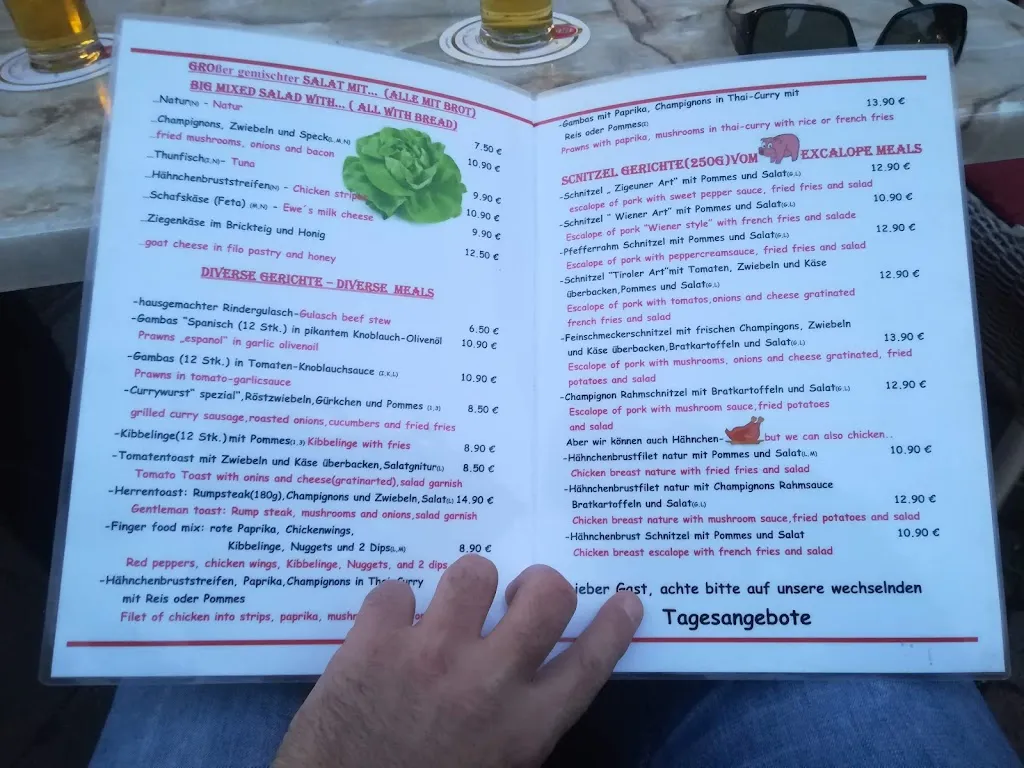 GROßer gemischter SALAT MIT... (ALLE MIT BROT)
BIG MIXED SALAD WITH... ( ALL WITH BREAD)
...Natur(N) - Natur 7.50 €
...Champignons, Zwiebeln und Speck(L,M,N) 10,90 €
...fried mushrooms, onions and bacon
...Thunfisch(I,N)- Tuna 9.90 €
...Hähnchenbruststreifen(N) - Chicken stripes 10.90 €
...Schafskäse (Feta) (M,N) - Ewe´s milk cheese 9.90 €
...Ziegenkäse im Brickteig und Honig 12.50 €
...goat cheese in filo pastry and honey
DIVERSE GERICHTE – DIVERSE MEALS
-hausgemachter Rindergulasch-Gulasch beef stew 6.50 €
-Gambas "Spanisch (12 Stk.) in pikantem Knoblauch-Olivenöl 10.90 €
Prawns „espanol" in garlic olivenail
-Gambas (12 Stk.) in Tomaten-Knoblauchsauce (I,K,L) 10,90 €
Prawns in tomato-garlicsauce
-Currywurst" spezial",Röstzwiebeln,Gürkchen und Pommes (1,3) 8,50 €
grilled curry sausage,roasted onions,cucumbers and fried fries
-Kibbelinge(12 Stk.)mit Pommes(1,3) Kibbelinge with fries 8.90 €
-Tomatentoast mit Zwiebeln und Käse überbacken,Salatgnitur(L) 8,50 €
Tomato Toast with onins and cheese(gratinarted),salad garnish
-Herrentoast: Rumpsteak(180g),Champignons und Zwiebeln,Salat(L) 14,90 €
Gentleman toast: Rump steak, mushrooms and onions,salad garnish
-Finger food mix: rote Paprika, Chickenwings,
Kibbelinge, Nuggets und 2 Dips(L,M) 8,90 €
Red peppers, chicken wings, Kibbelinge, Nuggets, and 2 dips
-Hähnchenbruststreifen, Paprika,Champignons in Thai-Curry
mit Reis oder Pommes
Filet of chicken into strips, paprika,
-Gambas mit Paprika, Champignons in Thai-Curry mit 13.90 €
Reis oder Pommes(I)
Prawns with paprika, mushrooms in thai-curry with rice or french fries
SCNITZEL GERICHTE(250G)VOM EXCALOPE MEALS
-Schnitzel „ Zigeuner Art" mit Pommes und Salat(G,L) 12.90 €
escalope of pork with sweet pepper sauce, fried fries and salad
-Schnitzel " Wiener Art" mit Pommes und Salat(G,L) 10.90 €
Escalope of pork "Wiener style" with french fries and salade
-Pfefferrahm Schnitzel mit Pommes und Salat(G,L) 12.90 €
Escalope of pork with peppercreamsauce, fried fries and salad
-Schnitzel "Tiroler Art"mit Tomaten, Zwiebeln und Käse 12.90 €
überbacken,Pommes und Salat(G,L)
Escalope of pork with tomatos,onions and cheese gratinated
french fries and salad
-Feinschmeckerschnitzel mit frischen Champingons, Zwiebeln 13.90 €
und Käse überbacken,Bratkartoffeln und Salat(G,L)
Escalope of pork with mushrooms, onions and cheese gratinated, fried
potatoes and salad
-Champignon Rahmschnitzel mit Bratkartoffeln und Salat(G,L) 12,90 €
Escalope of pork with mushroom sauce,fried potatoes
and salad
Aber wir können auch Hähnchen- but we can also chicken..
-Hähnchenbrustfilet natur mit Pommes und Salat(L,M) 10.90 €
Chicken breast nature with fried fries and salad
-Hähnchenbrustfilet natur mit Champignons Rahmsauce
Bratkartoffeln und Salat(G,L) 12.90 €
Chicken breast nature with mushroom sauce,fried potatoes and salad
-Hähnchenbrust Schnitzel mit Pommes und Salat 10.90 €
Chicken breast escalope with french fries and salad
ieber Gast, achte bitte auf unsere wechselnden
Tagesangebote